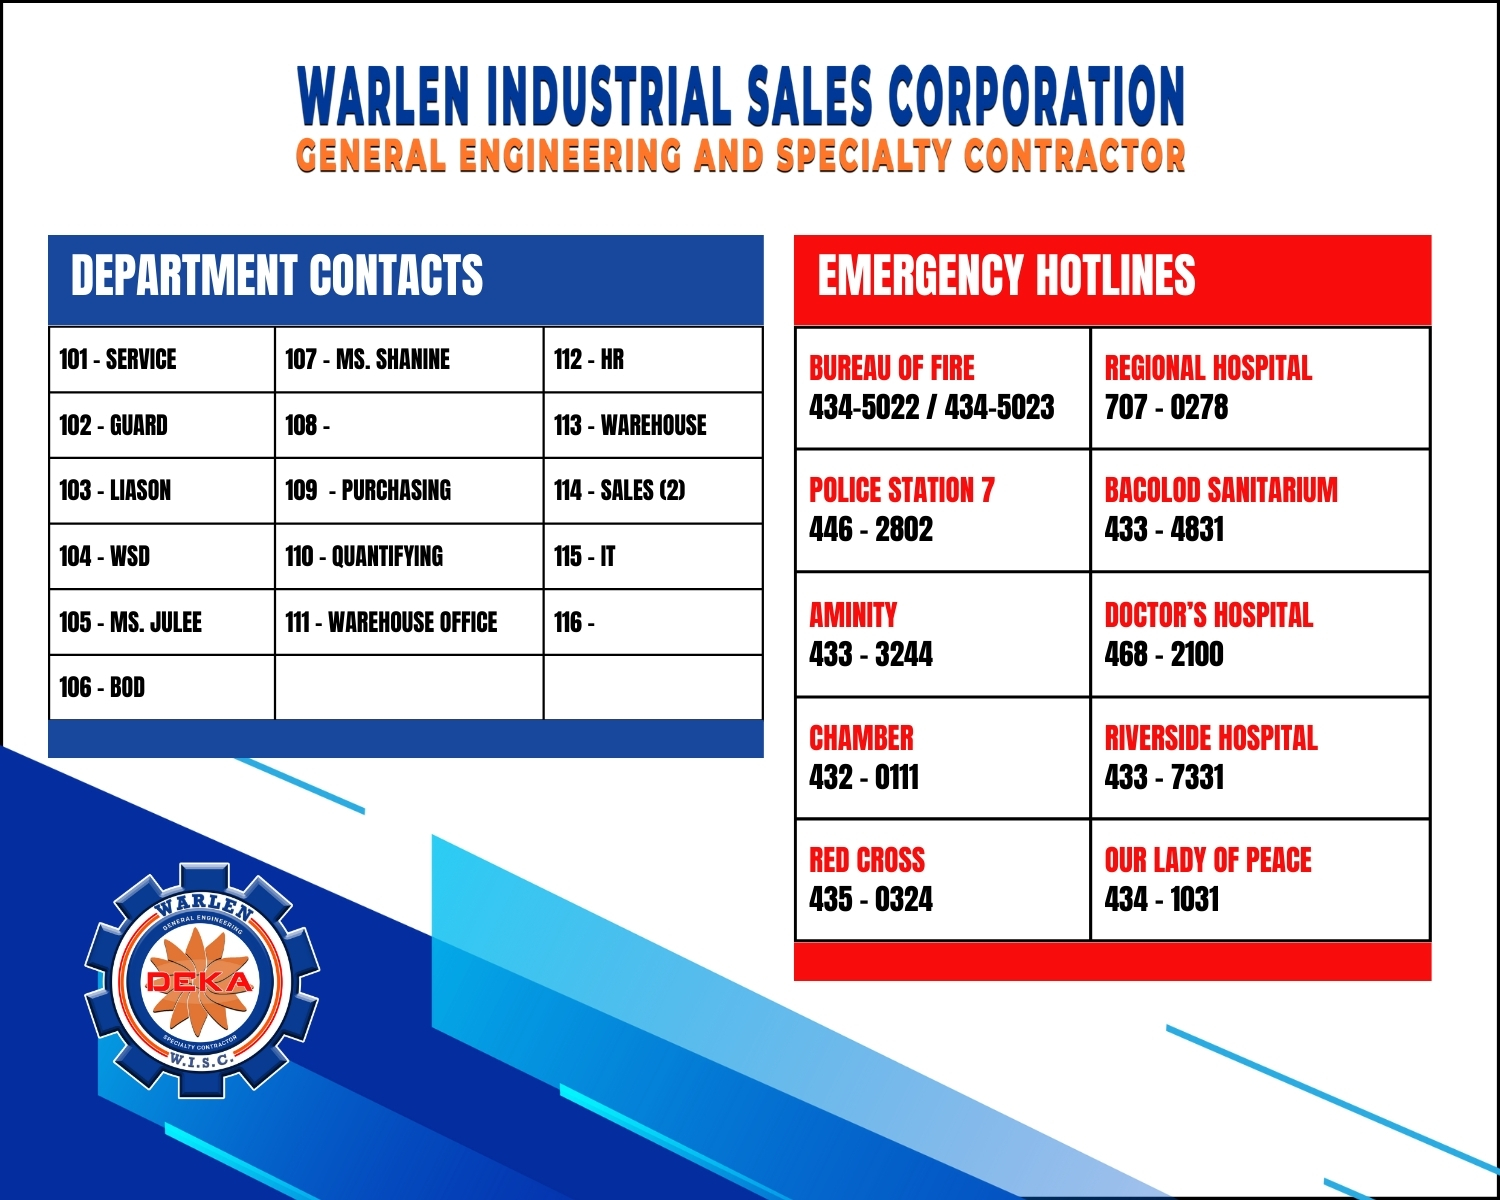 WARLEN INDUSTRIAL SALES CORPORATION
GENERAL ENGINEERING AND SPECIALTY CONTRACTOR
DEPARTMENT CONTACTS
101 - SERVICE
107 - MS. SHANINE
112 - HR
102 - GUARD
108 -
113 - WAREHOUSE
103 - LIASON
109 - PURCHASING
114 - SALES (2)
104 - WSD
110 - QUANTIFYING
115 - IT
105 - MS. JULEE
111 - WAREHOUSE OFFICE
116 -
106 - BOD
EMERGENCY HOTLINES
BUREAU OF FIRE
434-5022 / 434-5023
REGIONAL HOSPITAL
707 - 0278
POLICE STATION 7
446 - 2802
BACOLOD SANITARIUM
433 - 4831
AMINITY
433 - 3244
DOCTOR'S HOSPITAL
468 - 2100
CHAMBER
432 - 0111
RIVERSIDE HOSPITAL
433 - 7331
RED CROSS
435 - 0324
OUR LADY OF PEACE
434 - 1031
WARLEN
GENERAL ENGINEERING
DEKA
SPECIALTY CONTRACTOR
W.I.S.C.